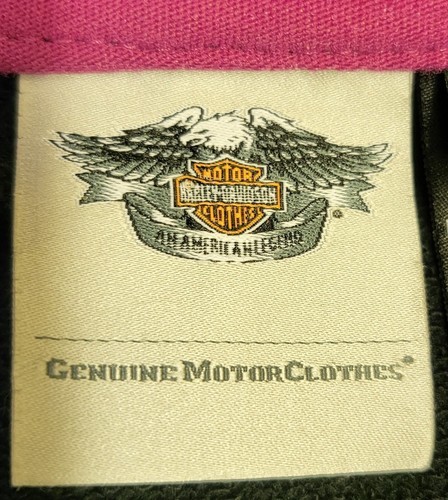 MOTOR
HARLEY-DAVIDSON
CLOTHES
®
AN AMERICAN LEGEND
GENUINE MOTORCLOTHES®